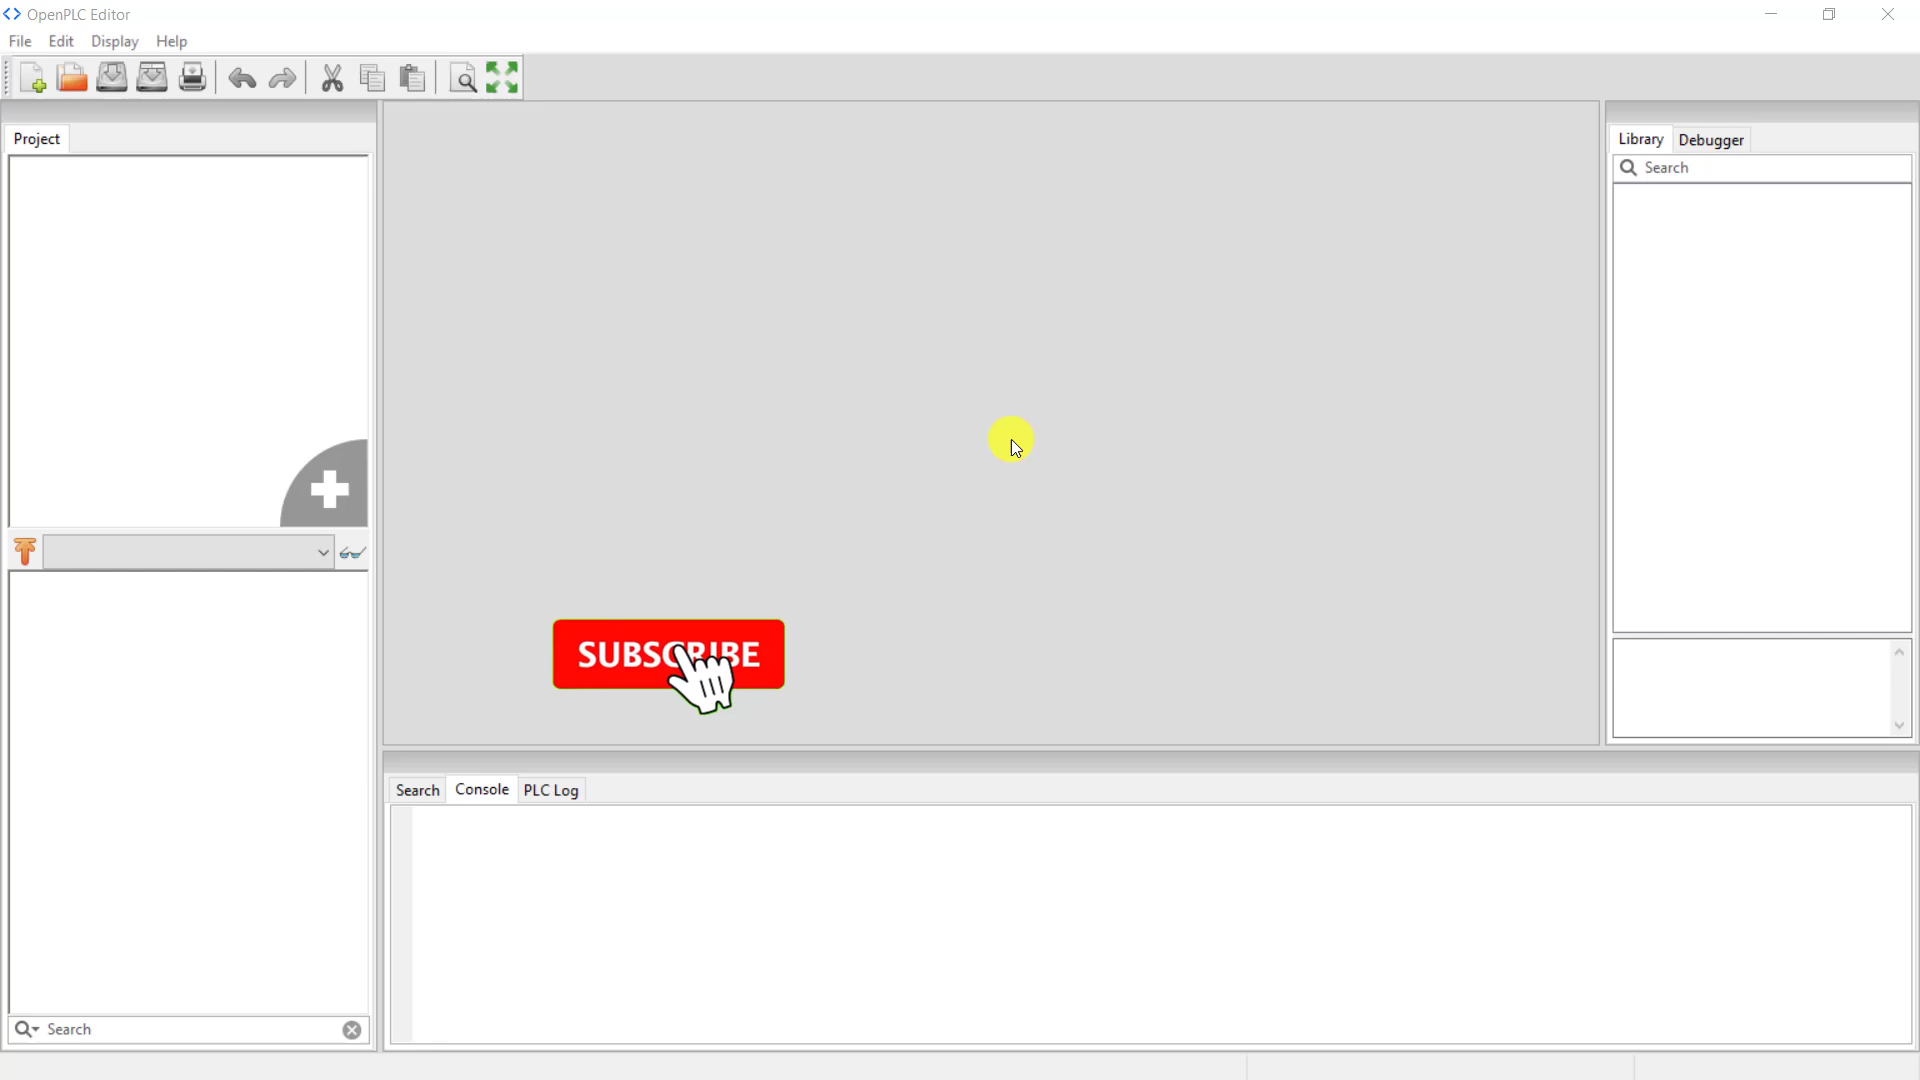 OpenPLC Editor
File Edit Display Help
Project
Library Debugger
Search
SUBSCRIBE
Search Console PLC Log
Search